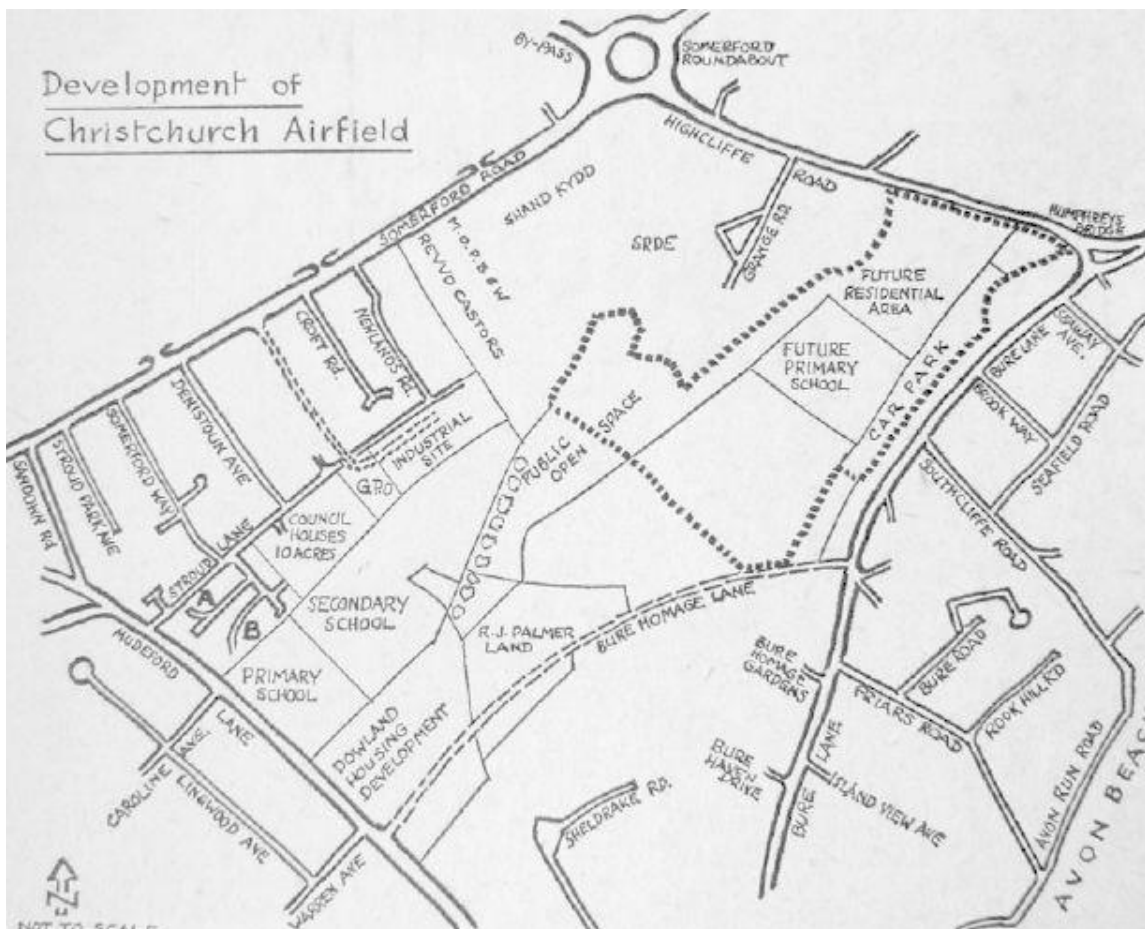 Development of
Christchurch Airfield
BY-PASS
SOMERFORD
ROUNDABOUT
HIGHCLIFFE
ROAD
HUMPHREYS
BRIDGE
SOMERFORD ROAD
SHAND KYDD
M.O.P.B & W
REVVO CASTORS
SRDE
GRANGE RD.
FUTURE
RESIDENTIAL
AREA
FUTURE
PRIMARY
SCHOOL
CAR PARK
BURE LANE
BROOK WAY
SEAFIELD ROAD
SOUTHCLIFFE
ROAD
NEWLANDS RD.
CROFT RD.
DENISTOUN AVE
SOMERFORD WAY
STROUD PARK AVE
SANDOWN RD.
INDUSTRIAL
SITE
G.P.O
PUBLIC
OPEN
SPACE
COUNCIL
HOUSES
10 ACRES
STROUD LANE
A
B
SECONDARY
SCHOOL
PRIMARY
SCHOOL
R.J. PALMER
LAND
BURE HOMAGE LANE
DOWLAND
HOUSING
DEVELOPMENT
MUDEFORD
LANE
CAROLINE AVE.
LINGWOOD AVE
WARREN AVE
SHELDRAKE RD.
BURE
HOMAGE
GARDENS
BURE
HAVEN
DRIVE
BURE
LANE
ISLAND VIEW AVE
FRIARS ROAD
BURE ROAD
ROOK HILL RD
AVON RUN ROAD
AVON BEAC
N
NOT TO SCALE